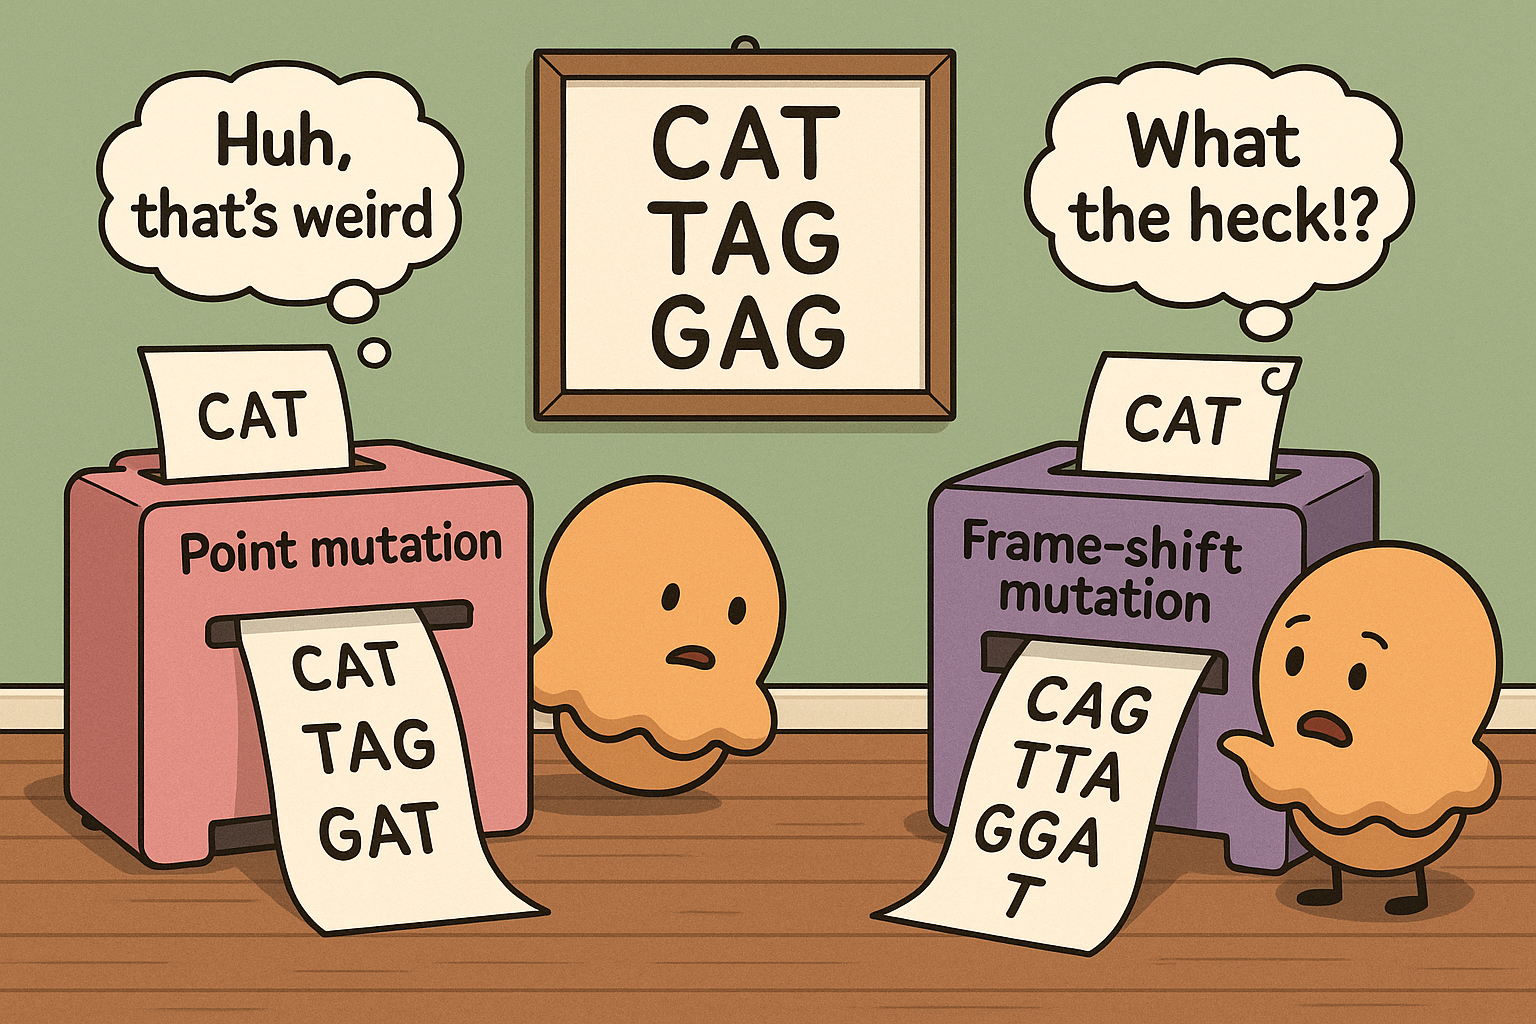 Huh,
that's weird
CAT
TAG
GAG
What
the heck!?
CAT
Point mutation
CAT
TAG
GAT
CAT
Frame-shift
mutation
CAG
TTA
GGA
T